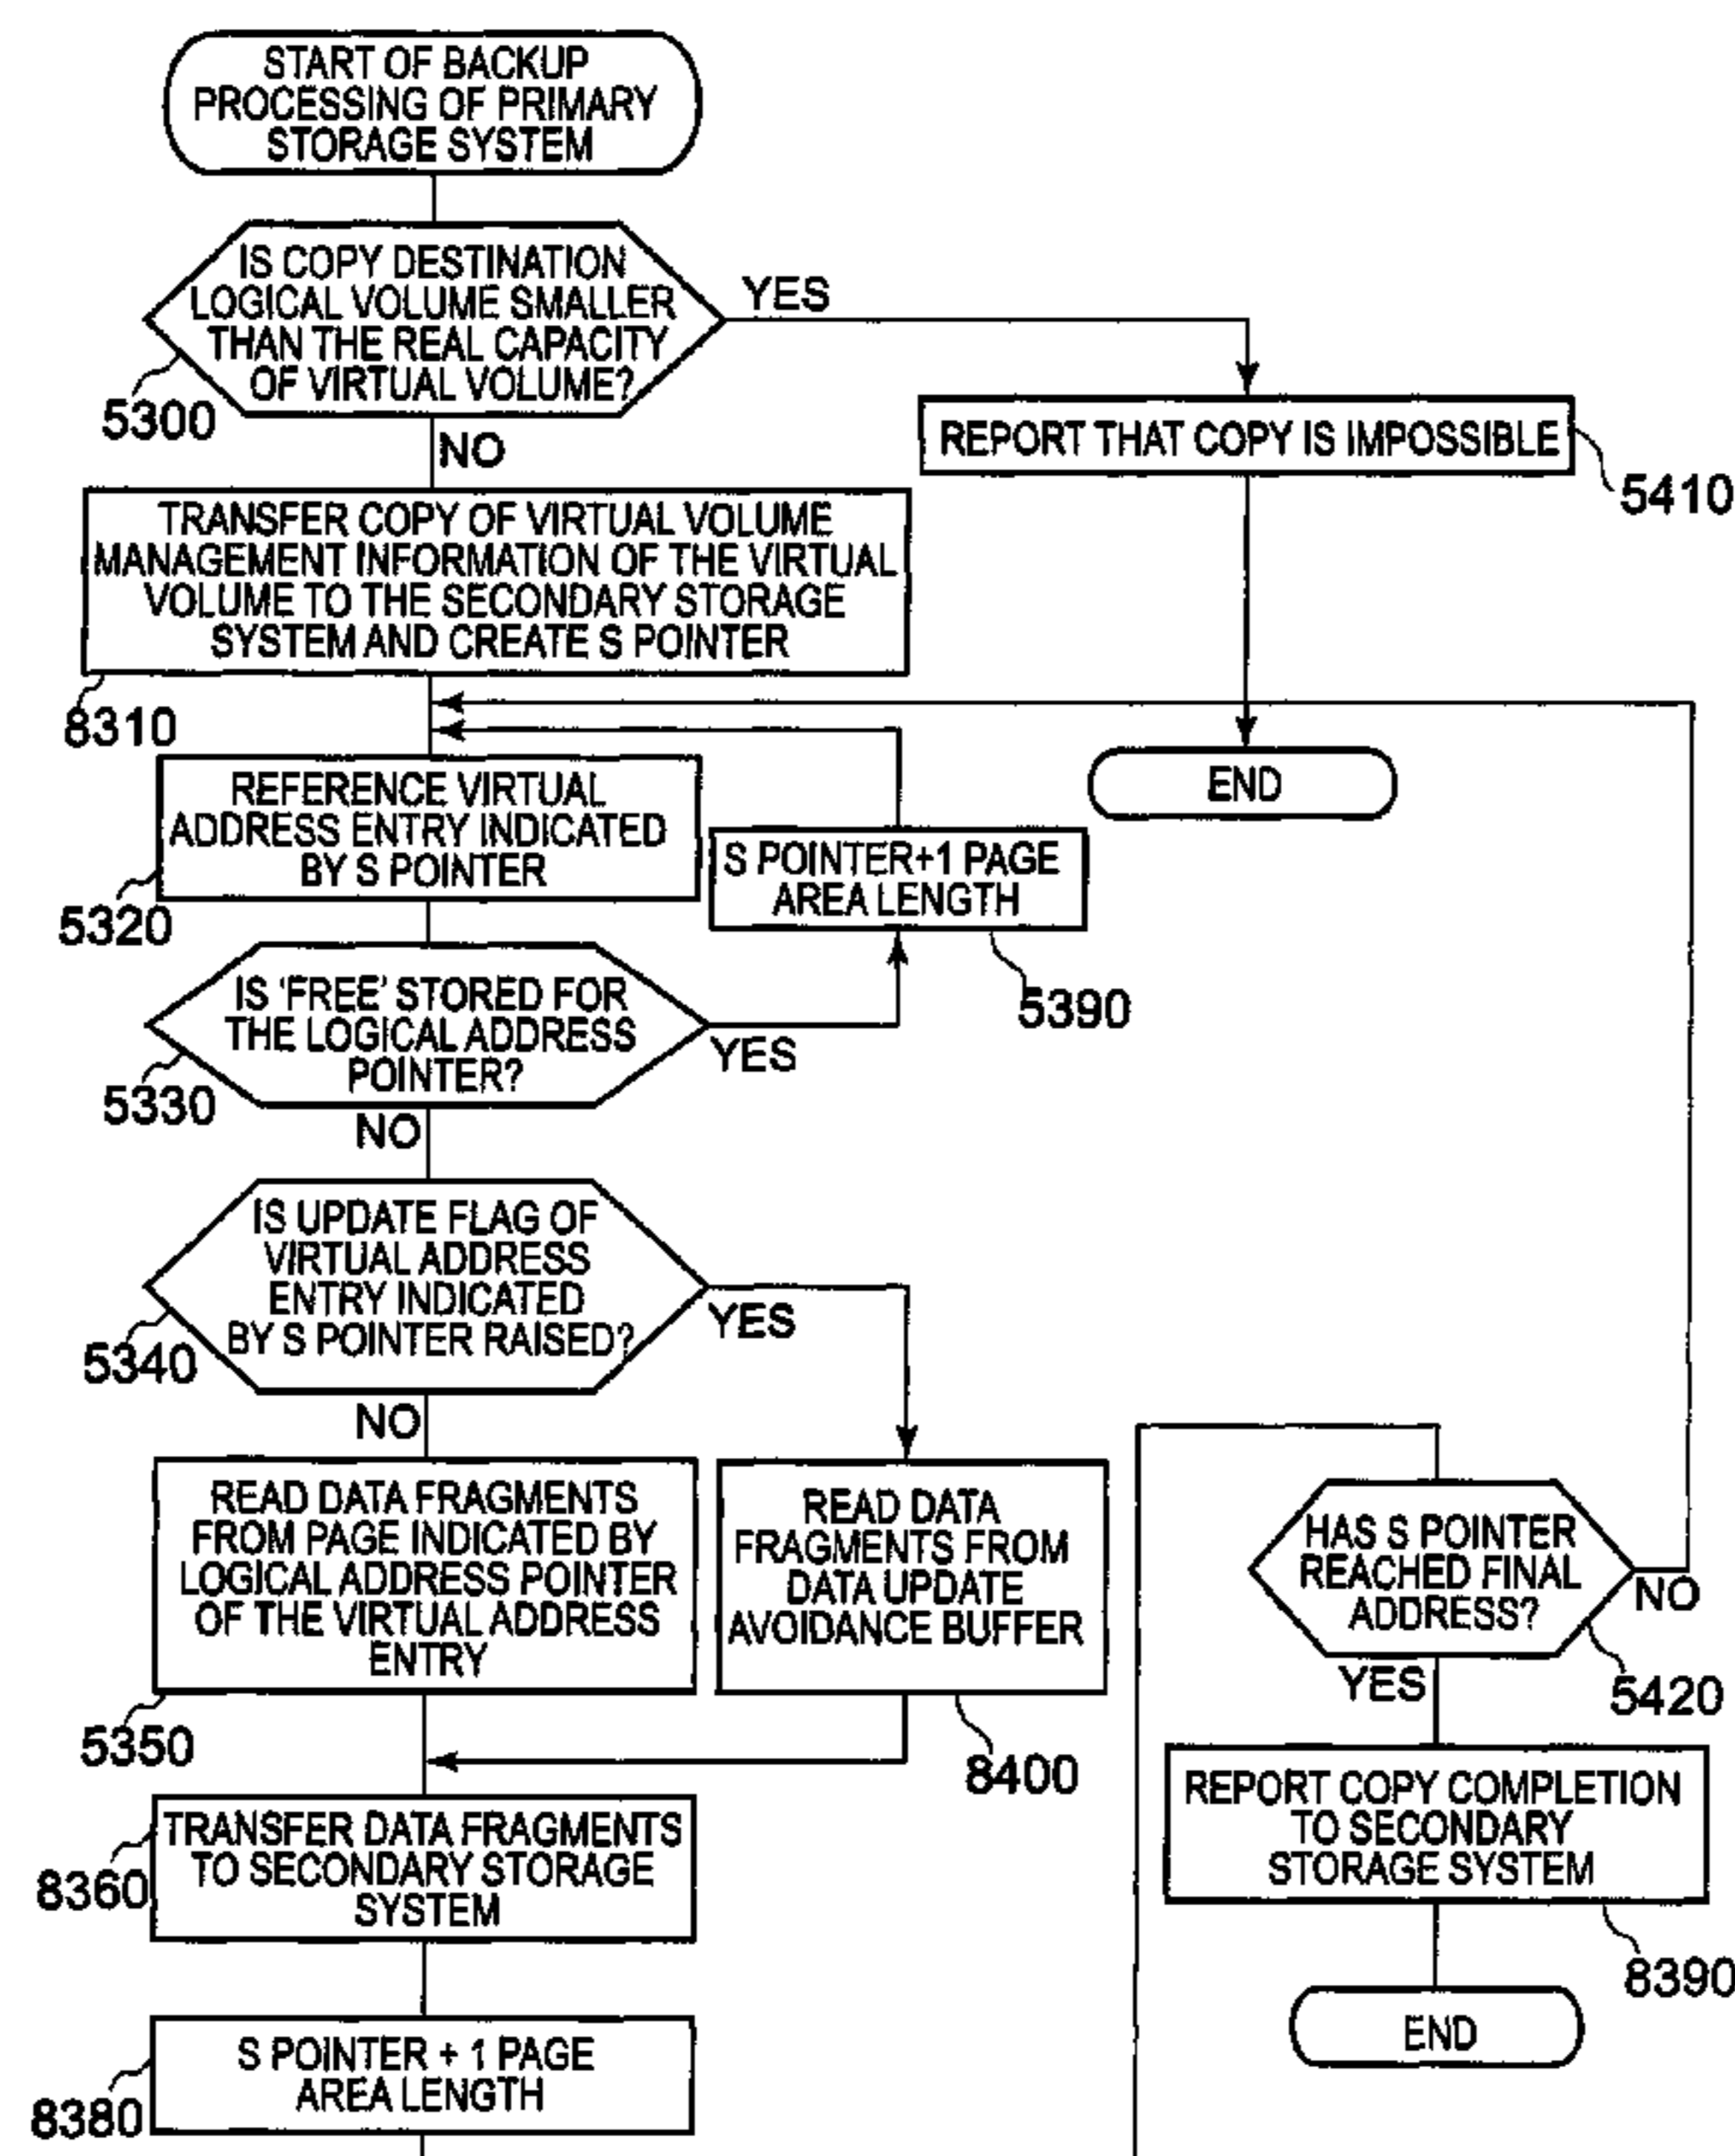 START OF BACKUP
PROCESSING OF PRIMARY
STORAGE SYSTEM
IS COPY DESTINATION
LOGICAL VOLUME SMALLER
THAN THE REAL CAPACITY
OF VIRTUAL VOLUME?
YES
5300
NO
REPORT THAT COPY IS IMPOSSIBLE
5410
TRANSFER COPY OF VIRTUAL VOLUME
MANAGEMENT INFORMATION OF THE VIRTUAL
VOLUME TO THE SECONDARY STORAGE
SYSTEM AND CREATE S POINTER
8310
END
REFERENCE VIRTUAL
ADDRESS ENTRY INDICATED
BY S POINTER
5320
S POINTER+1 PAGE
AREA LENGTH
5390
IS 'FREE' STORED FOR
THE LOGICAL ADDRESS
POINTER?
YES
5330
NO
IS UPDATE FLAG OF
VIRTUAL ADDRESS
ENTRY INDICATED
BY S POINTER RAISED?
YES
5340
NO
READ DATA FRAGMENTS
FROM PAGE INDICATED BY
LOGICAL ADDRESS POINTER
OF THE VIRTUAL ADDRESS
ENTRY
5350
READ DATA
FRAGMENTS FROM
DATA UPDATE
AVOIDANCE BUFFER
8400
TRANSFER DATA FRAGMENTS
TO SECONDARY STORAGE
SYSTEM
8360
S POINTER + 1 PAGE
AREA LENGTH
8380
HAS S POINTER
REACHED FINAL
ADDRESS?
NO
YES
5420
REPORT COPY COMPLETION
TO SECONDARY
STORAGE SYSTEM
8390
END